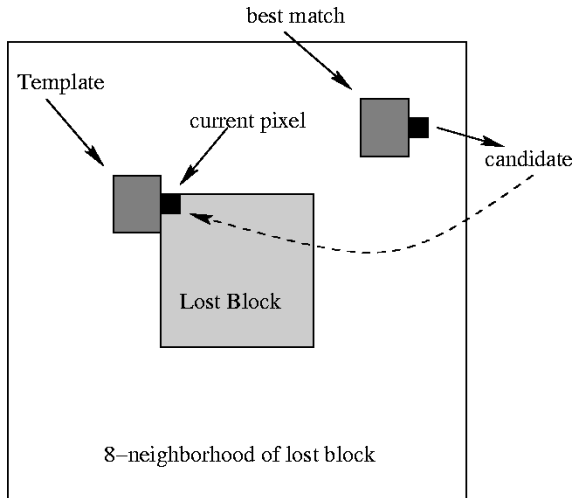 best match
Template
current pixel
candidate
Lost Block
8–neighborhood of lost block